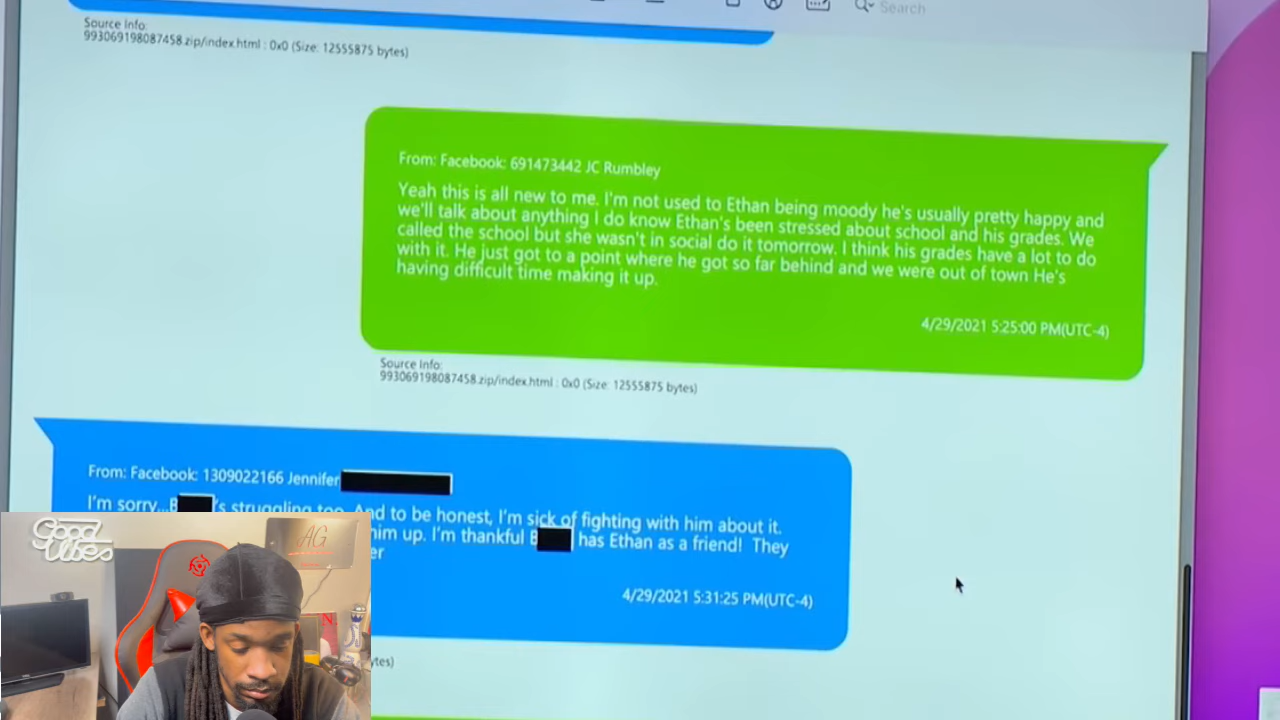 Search
Source Info:
993069198087458.zip/index.html : 0x0 (Size: 12555875 bytes)
From: Facebook: 691473442 JC Rumbley
Yeah this is all new to me. I'm not used to Ethan being moody he's usually pretty happy and
we'll talk about anything I do know Ethan's been stressed about school and his grades. We
called the school but she wasn't in social do it tomorrow. I think his grades have a lot to do
with it. He just got to a point where he got so far behind and we were out of town He's
having difficult time making it up.
4/29/2021 5:25:00 PM(UTC-4)
Source Info:
993069198087458.zip/index.html : 0x0 (Size: 12555875 bytes)
From: Facebook: 1309022166 Jennifer
I'm sorry...B 's struggling too. And to be honest, I'm sick of fighting with him about it.
him up. I'm thankful B has Ethan as a friend! They
er
4/29/2021 5:31:25 PM(UTC-4)
ytes)
Good
Vibes
AG